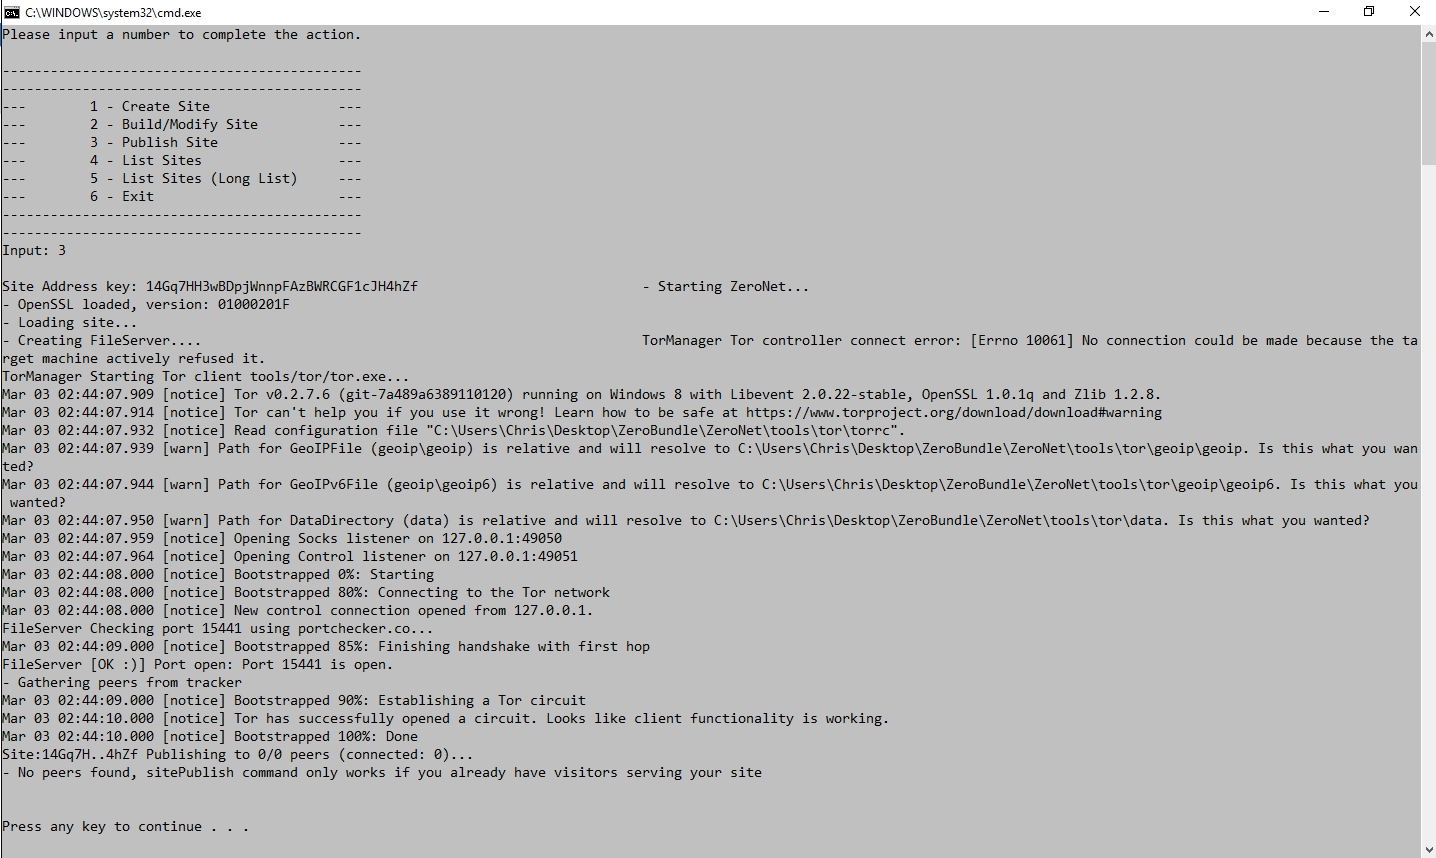 C:\WINDOWS\system32\cmd.exe
Please input a number to complete the action.
---------------------------------------------
---------------------------------------------
---        1 - Create Site                ---
---        2 - Build/Modify Site          ---
---        3 - Publish Site               ---
---        4 - List Sites                 ---
---        5 - List Sites (Long List)     ---
---        6 - Exit                       ---
---------------------------------------------
---------------------------------------------
Input: 3
Site Address key: 14Gq7HH3wBDpjWnnpFAzBWRCGF1cJH4hZf                            - Starting ZeroNet...
- OpenSSL loaded, version: 01000201F
- Loading site...
- Creating FileServer....                                                       TorManager Tor controller connect error: [Errno 10061] No connection could be made because the ta
rget machine actively refused it.
TorManager Starting Tor client tools/tor/tor.exe...
Mar 03 02:44:07.909 [notice] Tor v0.2.7.6 (git-7a489a6389110120) running on Windows 8 with Libevent 2.0.22-stable, OpenSSL 1.0.1q and Zlib 1.2.8.
Mar 03 02:44:07.914 [notice] Tor can't help you if you use it wrong! Learn how to be safe at https://www.torproject.org/download/download#warning
Mar 03 02:44:07.932 [notice] Read configuration file "C:\Users\Chris\Desktop\ZeroBundle\ZeroNet\tools\tor\torrc".
Mar 03 02:44:07.939 [warn] Path for GeoIPFile (geoip\geoip) is relative and will resolve to C:\Users\Chris\Desktop\ZeroBundle\ZeroNet\tools\tor\geoip\geoip. Is this what you wan
ted?
Mar 03 02:44:07.944 [warn] Path for GeoIPv6File (geoip\geoip6) is relative and will resolve to C:\Users\Chris\Desktop\ZeroBundle\ZeroNet\tools\tor\geoip\geoip6. Is this what you
 wanted?
Mar 03 02:44:07.950 [warn] Path for DataDirectory (data) is relative and will resolve to C:\Users\Chris\Desktop\ZeroBundle\ZeroNet\tools\tor\data. Is this what you wanted?
Mar 03 02:44:07.959 [notice] Opening Socks listener on 127.0.0.1:49050
Mar 03 02:44:07.964 [notice] Opening Control listener on 127.0.0.1:49051
Mar 03 02:44:08.000 [notice] Bootstrapped 0%: Starting
Mar 03 02:44:08.000 [notice] Bootstrapped 80%: Connecting to the Tor network
Mar 03 02:44:08.000 [notice] New control connection opened from 127.0.0.1.
FileServer Checking port 15441 using portchecker.co...
Mar 03 02:44:09.000 [notice] Bootstrapped 85%: Finishing handshake with first hop
FileServer [OK :)] Port open: Port 15441 is open.
- Gathering peers from tracker
Mar 03 02:44:09.000 [notice] Bootstrapped 90%: Establishing a Tor circuit
Mar 03 02:44:10.000 [notice] Tor has successfully opened a circuit. Looks like client functionality is working.
Mar 03 02:44:10.000 [notice] Bootstrapped 100%: Done
Site:14Gq7H..4hZf Publishing to 0/0 peers (connected: 0)...
- No peers found, sitePublish command only works if you already have visitors serving your site
Press any key to continue . . .